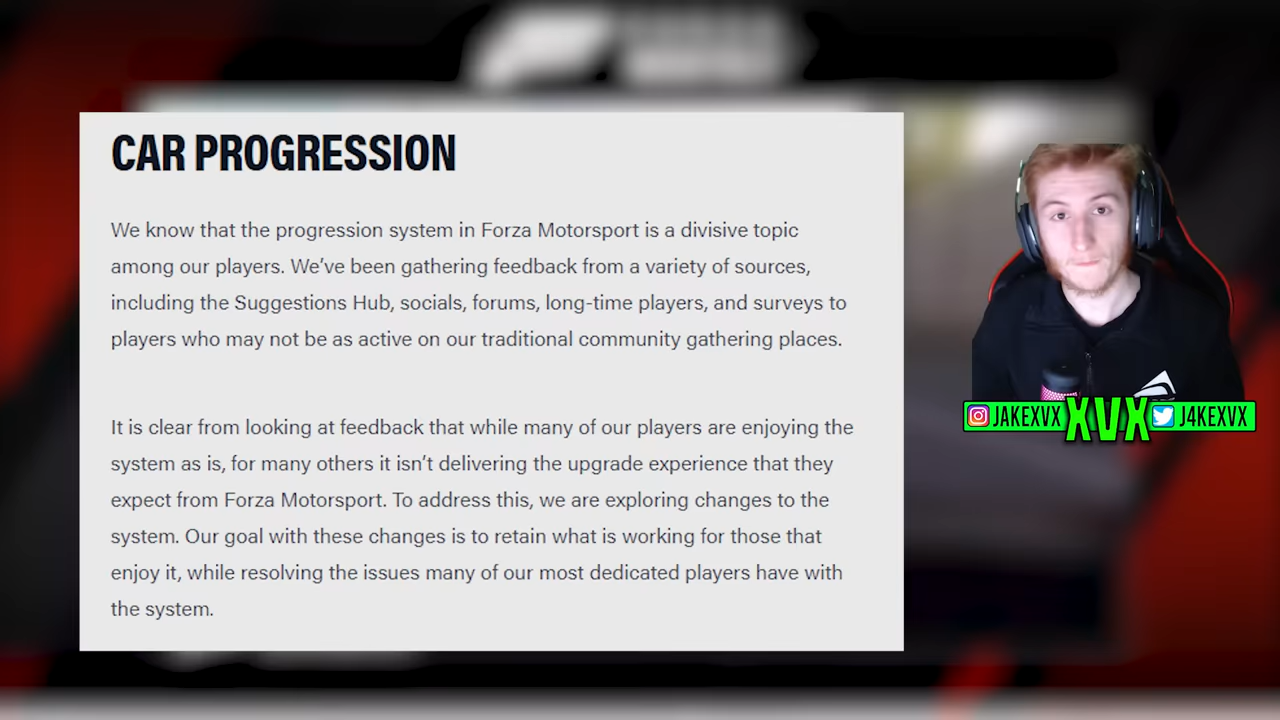 CAR PROGRESSION
We know that the progression system in Forza Motorsport is a divisive topic
among our players. We've been gathering feedback from a variety of sources,
including the Suggestions Hub, socials, forums, long-time players, and surveys to
players who may not be as active on our traditional community gathering places.
It is clear from looking at feedback that while many of our players are enjoying the
system as is, for many others it isn't delivering the upgrade experience that they
expect from Forza Motorsport. To address this, we are exploring changes to the
system. Our goal with these changes is to retain what is working for those that
enjoy it, while resolving the issues many of our most dedicated players have with
the system.
JAKEXVX XVX J4KEXVX